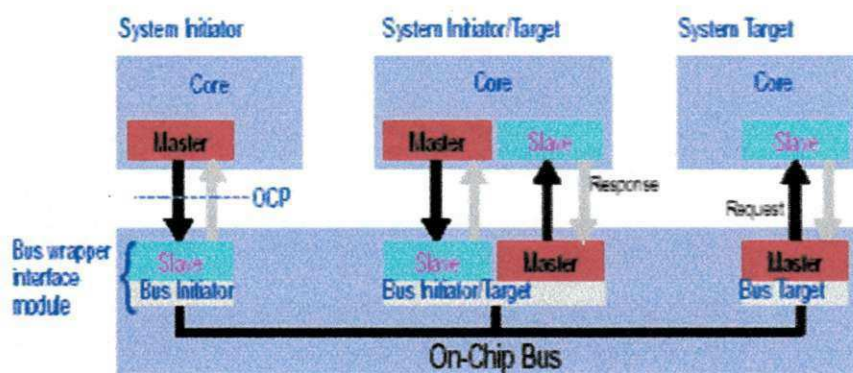 System Initiator
System Initiator/Target
System Target
Core
Core
Core
Master
Master
Slave
Slave
OCP
Response
Request
Bus wrapper
interface
module
Slave
Slave
Master
Master
Bus Initiator
Bus Initiator/Target
Bus Target
On-Chip Bus